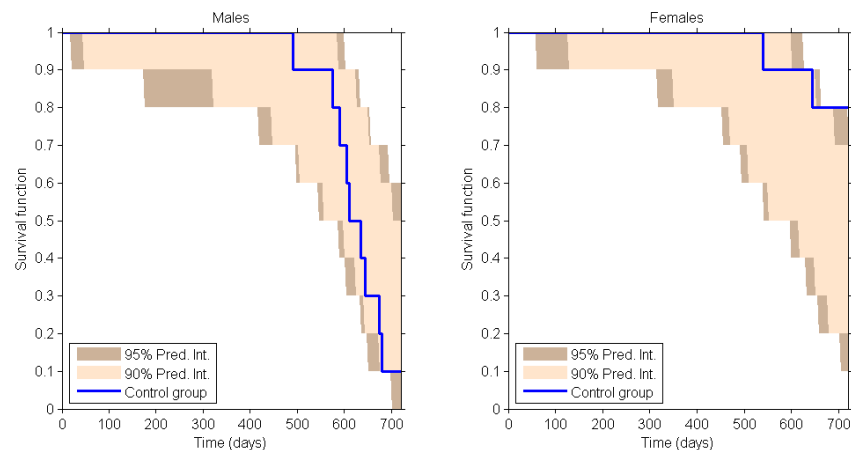 Males
Survival function
1
0.9
0.8
0.7
0.6
0.5
0.4
0.3
0.2
0.1
0
95% Pred. Int.
90% Pred. Int.
Control group
0 100 200 300 400 500 600 700
Time (days)
Females
Survival function
1
0.9
0.8
0.7
0.6
0.5
0.4
0.3
0.2
0.1
0
95% Pred. Int.
90% Pred. Int.
Control group
0 100 200 300 400 500 600 700
Time (days)